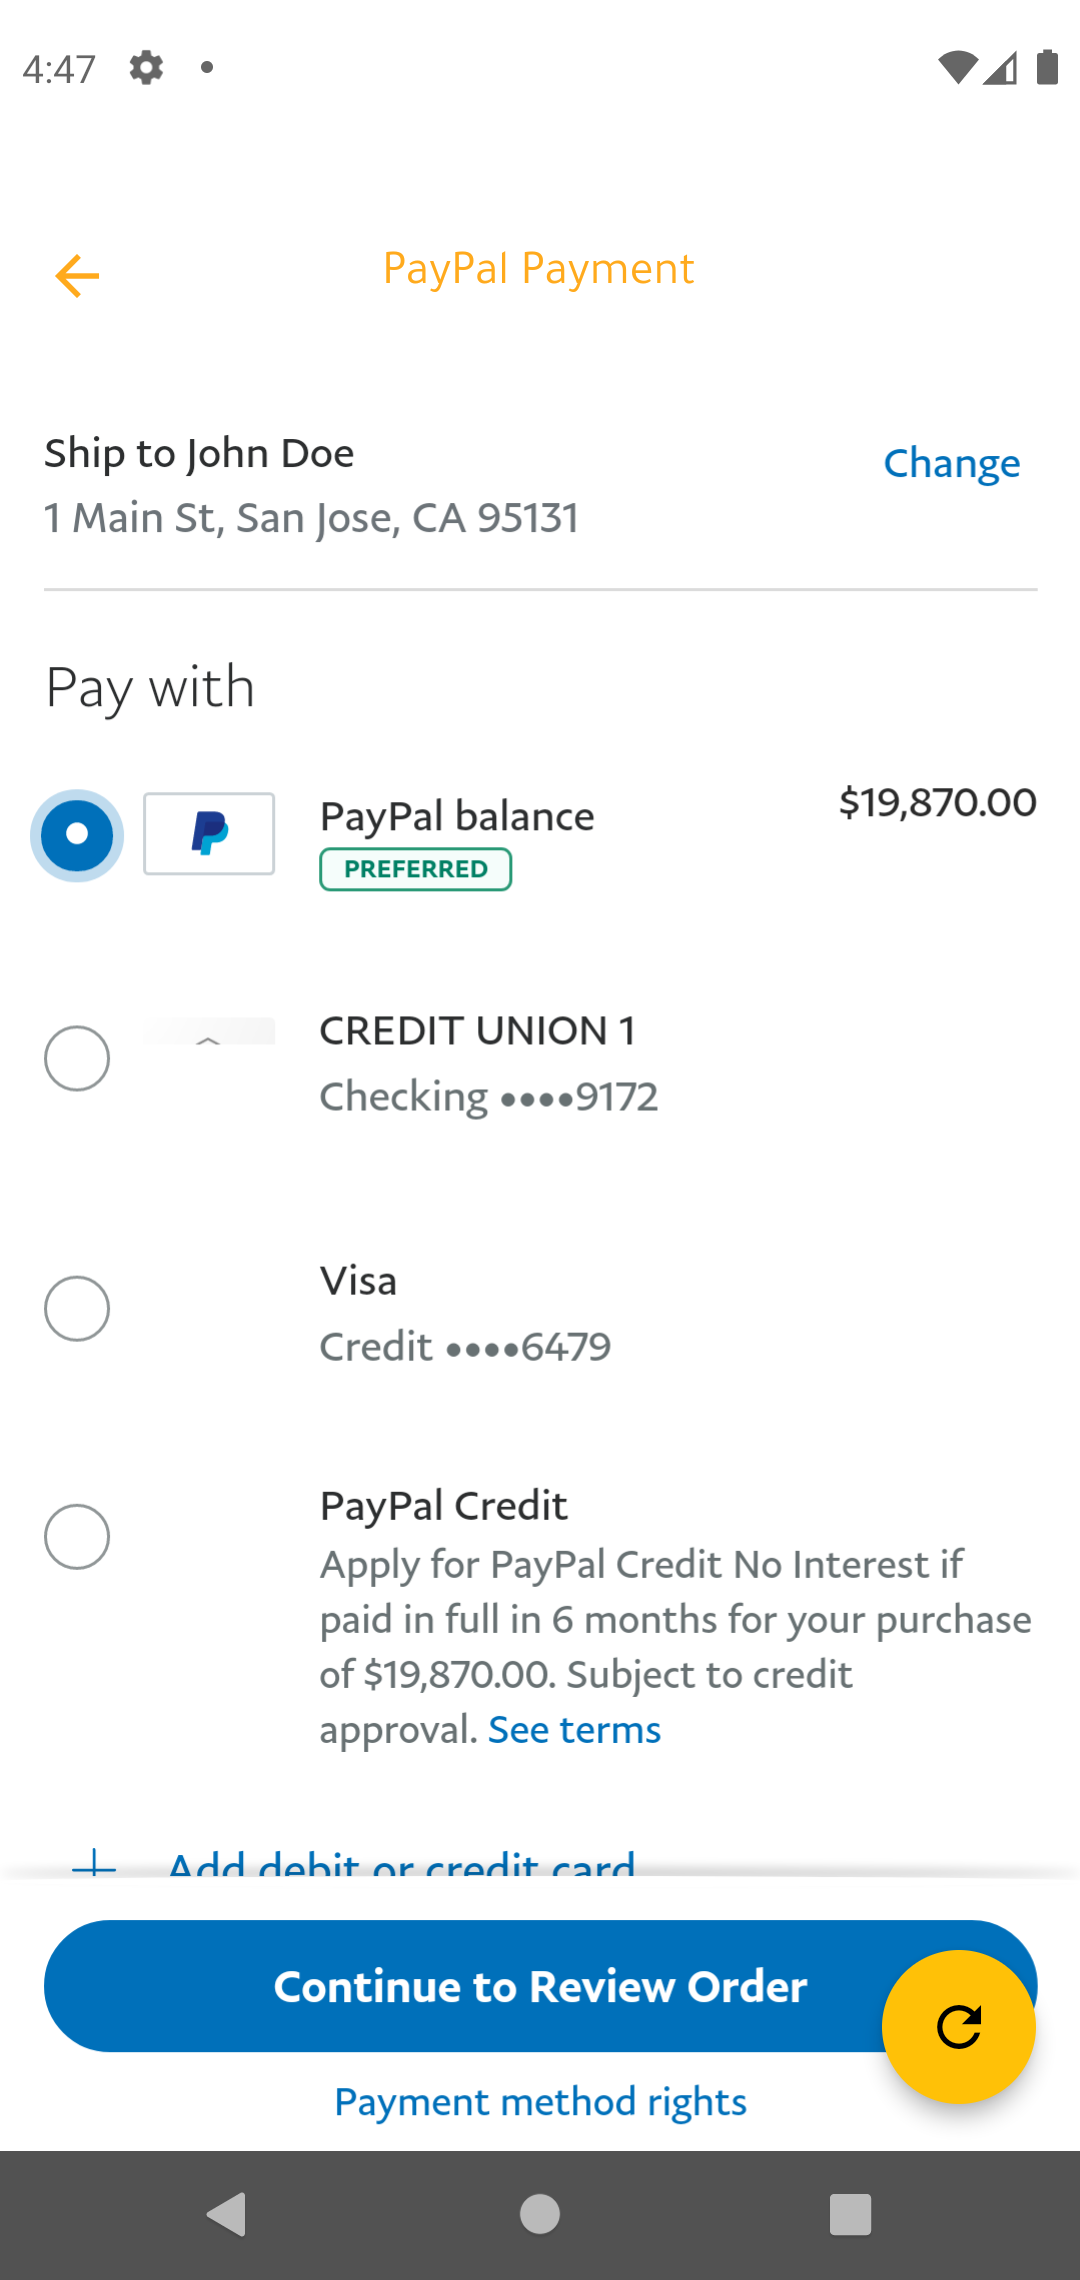 4:47
PayPal Payment
Ship to John Doe
Change
1 Main St, San Jose, CA 95131
Pay with
PayPal balance
$19,870.00
PREFERRED
CREDIT UNION 1
Checking ••••9172
Visa
Credit ••••6479
PayPal Credit
Apply for PayPal Credit No Interest if
paid in full in 6 months for your purchase
of $19,870.00. Subject to credit
approval. See terms
Add debit or credit card
Continue to Review Order
Payment method rights